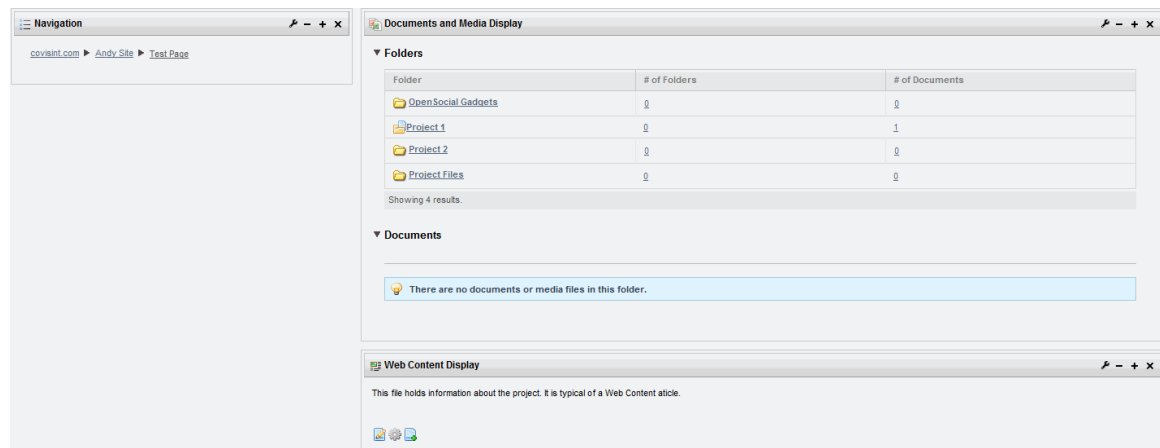 Navigation
covisint.com ▶ Andy Site ▶ Test Page
Documents and Media Display
Folders
Folder # of Folders # of Documents
OpenSocial Gadgets 0 0
Project 1 0 1
Project 2 0 0
Project Files 0 0
Showing 4 results.
Documents
There are no documents or media files in this folder.
Web Content Display
This file holds information about the project. It is typical of a Web Content aticle.